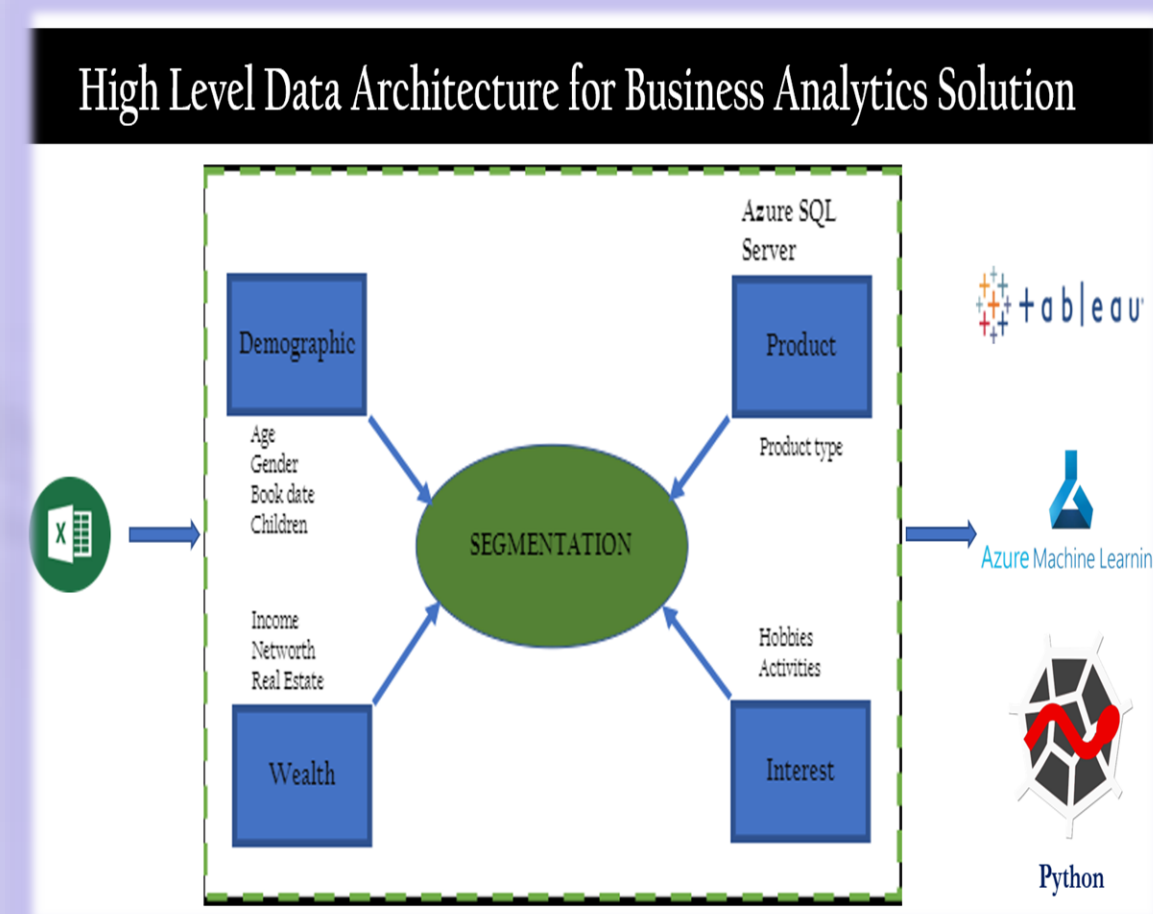 High Level Data Architecture for Business Analytics Solution
Azure SQL
Server
Demographic
Product
Age
Gender
Book date
Children
Product type
SEGMENTATION
X
Income
Networth
Real Estate
Hobbies
Activities
Wealth
Interest
+ableau
Azure Machine Learnin
Python